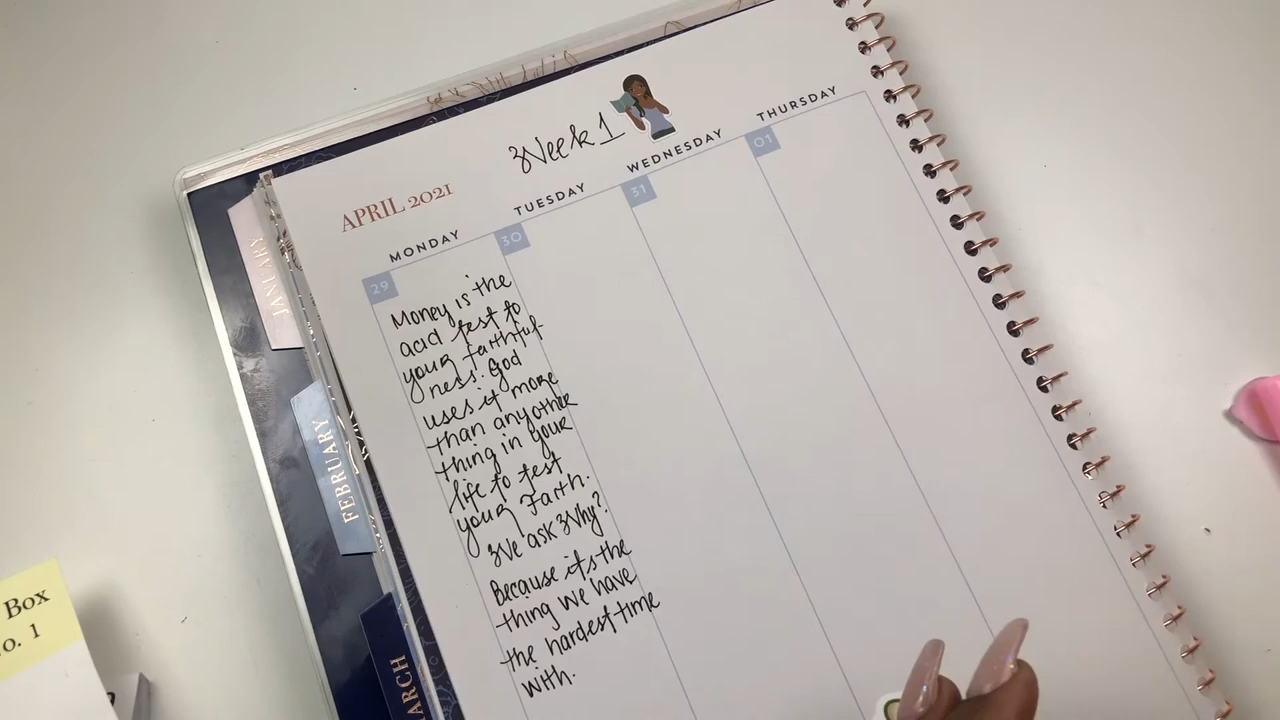 Week 1
APRIL 2021
MONDAY
TUESDAY
WEDNESDAY
THURSDAY
29
30
31
01
Money is the
acid test to
your faithful-
ness. God
uses it more
than any other
thing in your
life to test
your Faith.
We ask Why?
Because it's the
thing we have
the hardest time
with.
JANUARY
FEBRUARY
MARCH
Box
No. 1